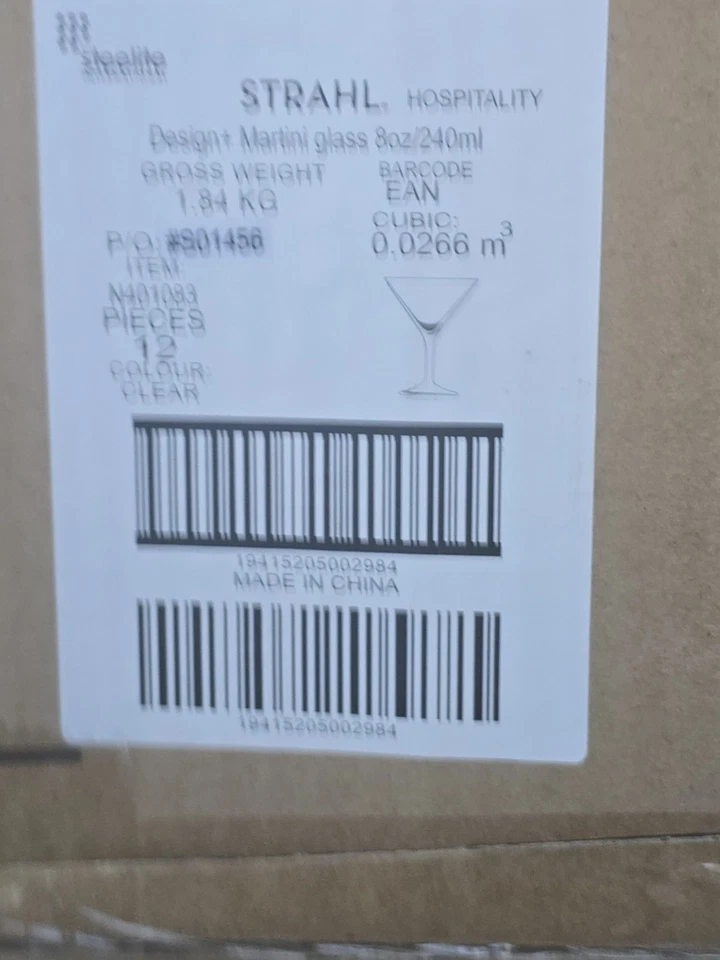 steelite
STRAHL. HOSPITALITY
Design+ Martini glass 8oz/240ml
GROSS WEIGHT
1.84 KG
BARCODE
EAN
CUBIC:
0.0266 m³
P/O: #S01456
ITEM:
N401083
PIECES
12
COLOUR:
CLEAR
19415205002984
MADE IN CHINA
19415205002984